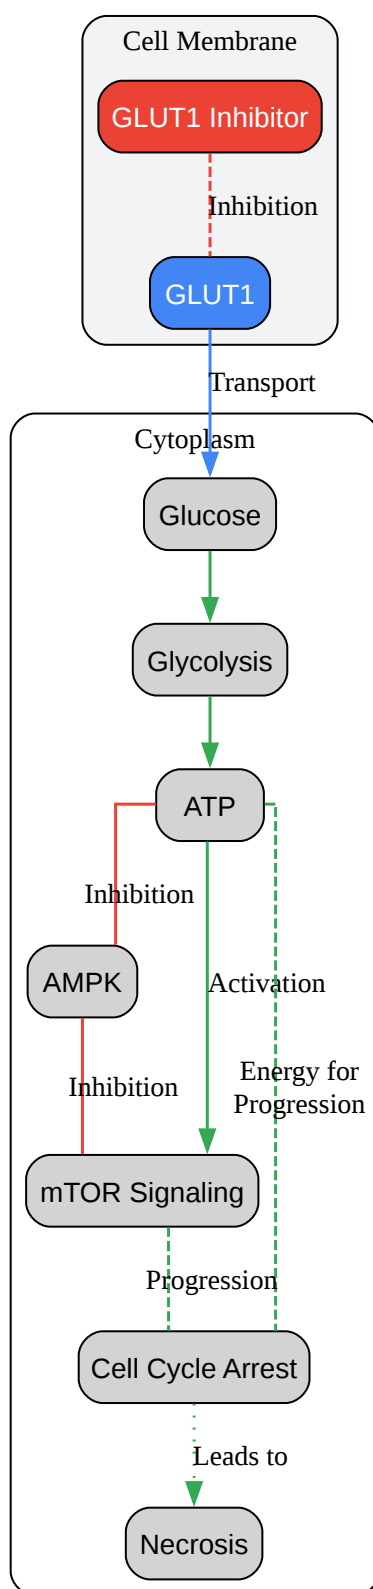 Cell Membrane
GLUT1 Inhibitor
Inhibition
GLUT1
Transport
Cytoplasm
Glucose
Glycolysis
ATP
Inhibition
AMPK
Activation
Energy for
Progression
Inhibition
mTOR Signaling
Progression
Cell Cycle Arrest
Leads to
Necrosis